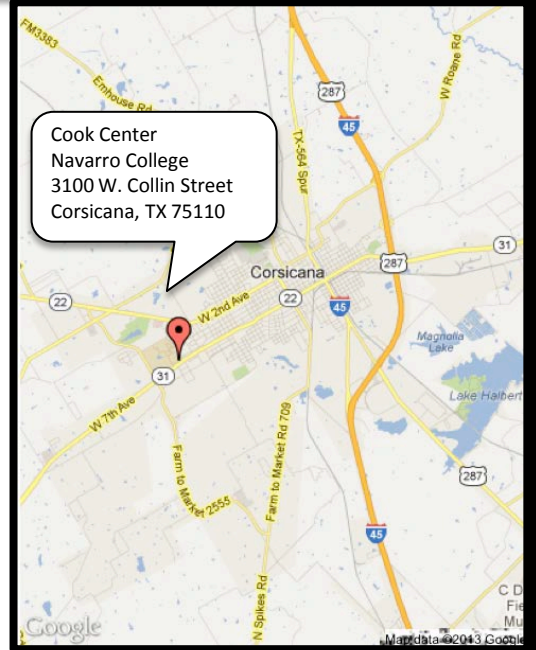 FM3383
Emhouse Rd
287
W Roane Rd
45
TX-564 Spur
Cook Center
Navarro College
3100 W. Collin Street
Corsicana, TX 75110
31
287
Corsicana
22
22
W 2nd Ave
45
Magnolia
Lake
31
Lake Halbert
W 7th Ave
Farm to Market 2555
Farm to Market Rd 709
287
45
N Spikes Rd
C D
Fie
Mu
Google
Map data ©2013 Google